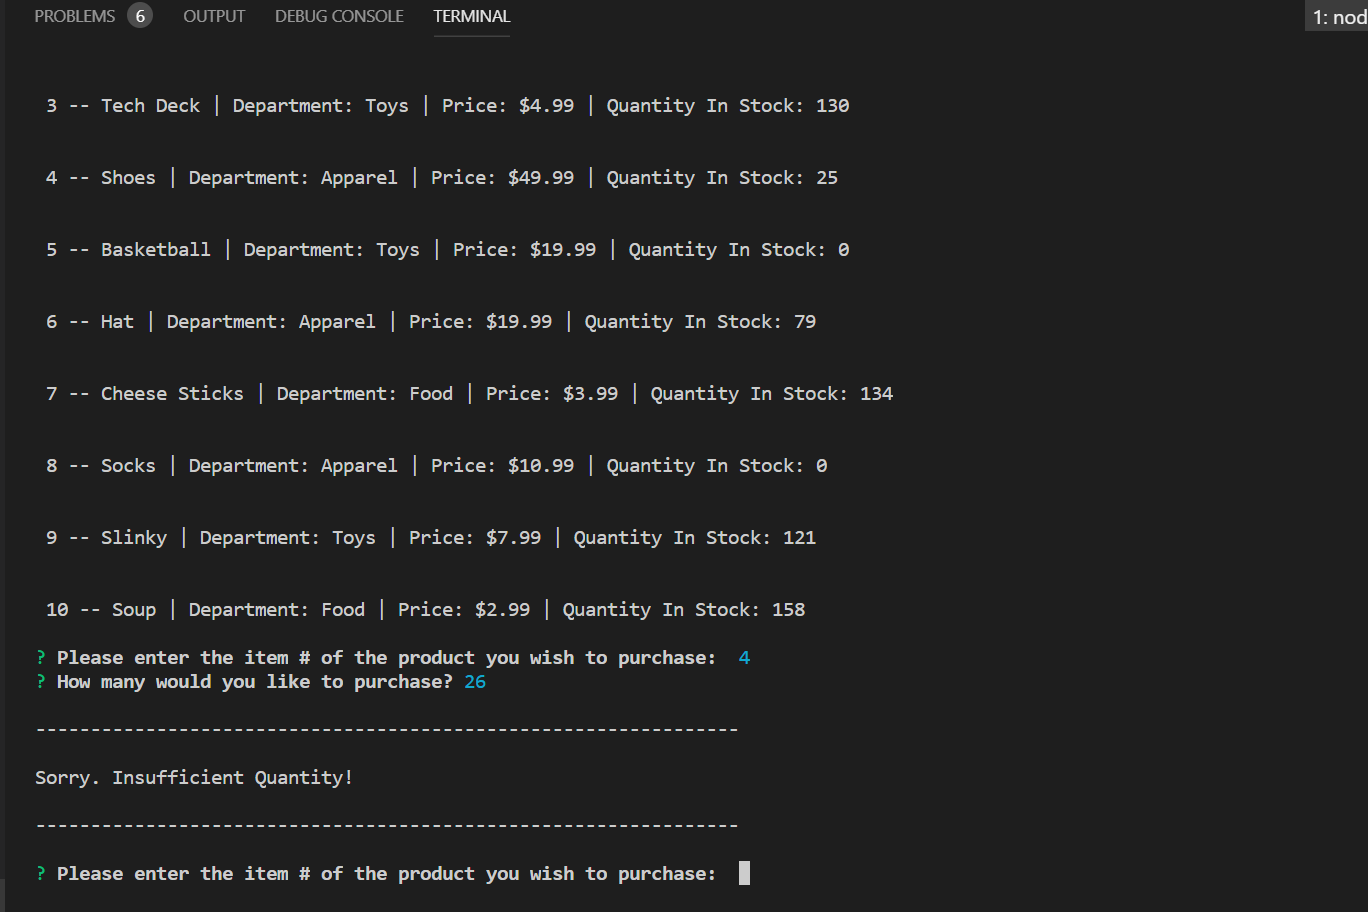 PROBLEMS 6 OUTPUT DEBUG CONSOLE TERMINAL 1: nod
3 -- Tech Deck | Department: Toys | Price: $4.99 | Quantity In Stock: 130
4 -- Shoes | Department: Apparel | Price: $49.99 | Quantity In Stock: 25
5 -- Basketball | Department: Toys | Price: $19.99 | Quantity In Stock: 0
6 -- Hat | Department: Apparel | Price: $19.99 | Quantity In Stock: 79
7 -- Cheese Sticks | Department: Food | Price: $3.99 | Quantity In Stock: 134
8 -- Socks | Department: Apparel | Price: $10.99 | Quantity In Stock: 0
9 -- Slinky | Department: Toys | Price: $7.99 | Quantity In Stock: 121
10 -- Soup | Department: Food | Price: $2.99 | Quantity In Stock: 158
? Please enter the item # of the product you wish to purchase: 4
? How many would you like to purchase? 26
----------------------------------------------------------------
Sorry. Insufficient Quantity!
----------------------------------------------------------------
? Please enter the item # of the product you wish to purchase: